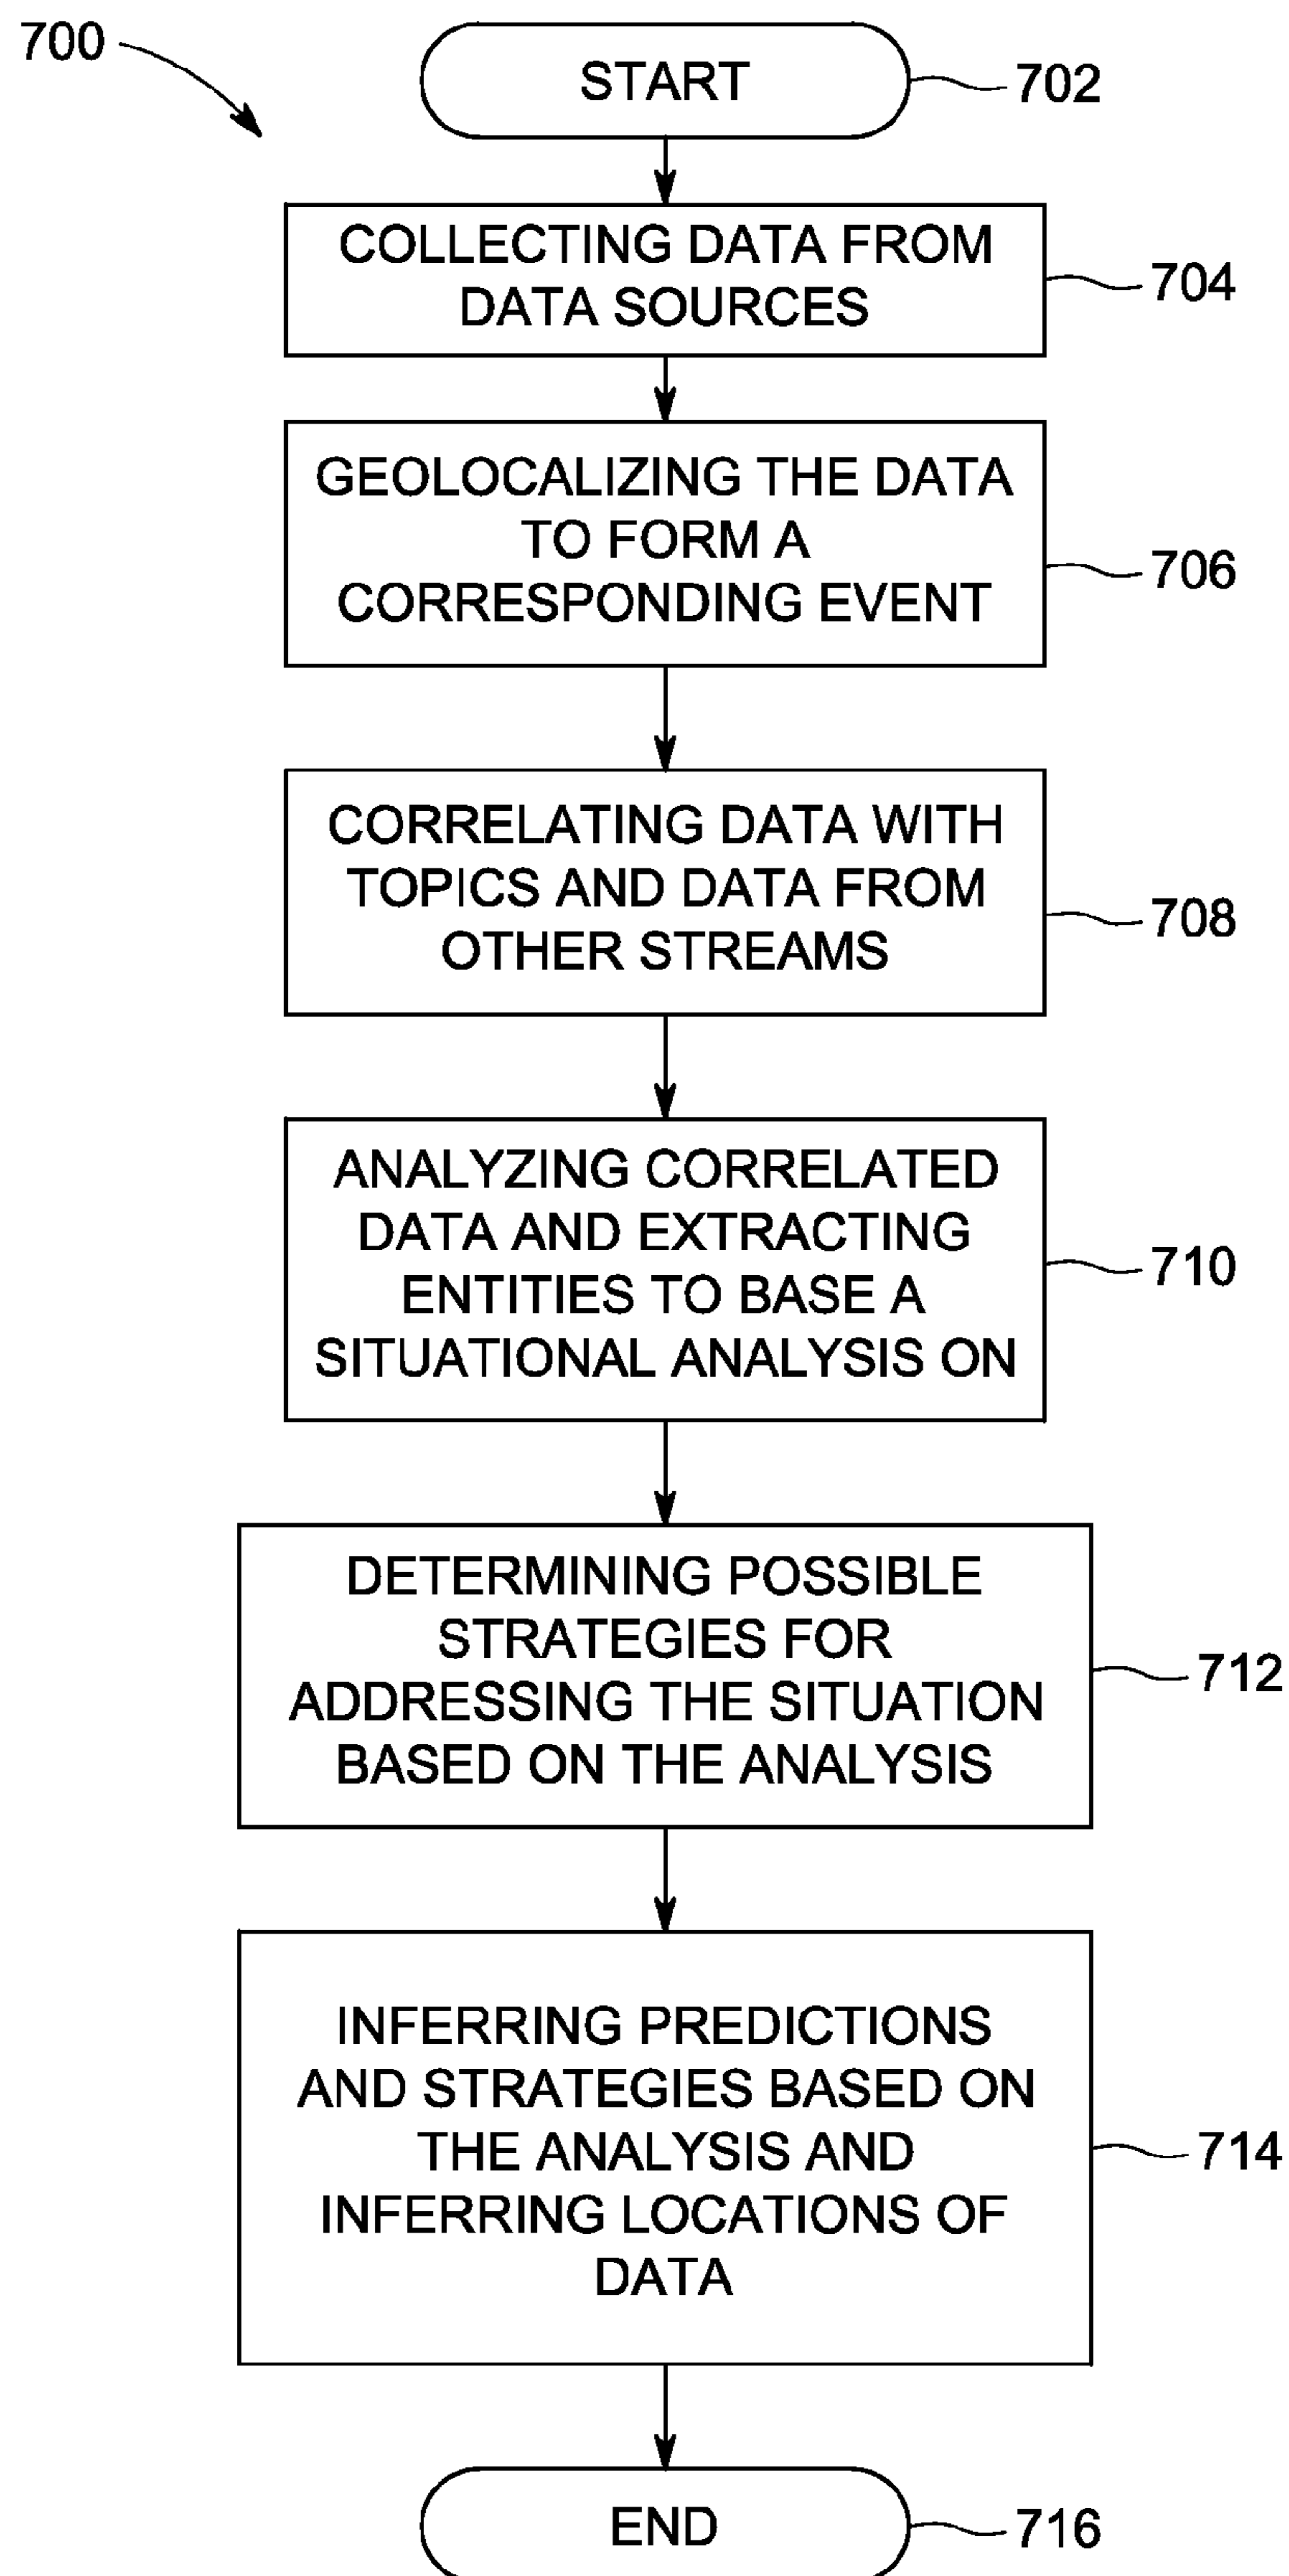 700
START
702
COLLECTING DATA FROM
DATA SOURCES
704
GEOLOCALIZING THE DATA
TO FORM A
CORRESPONDING EVENT
706
CORRELATING DATA WITH
TOPICS AND DATA FROM
OTHER STREAMS
708
ANALYZING CORRELATED
DATA AND EXTRACTING
ENTITIES TO BASE A
SITUATIONAL ANALYSIS ON
710
DETERMINING POSSIBLE
STRATEGIES FOR
ADDRESSING THE SITUATION
BASED ON THE ANALYSIS
712
INFERRING PREDICTIONS
AND STRATEGIES BASED ON
THE ANALYSIS AND
INFERRING LOCATIONS OF
DATA
714
END
716